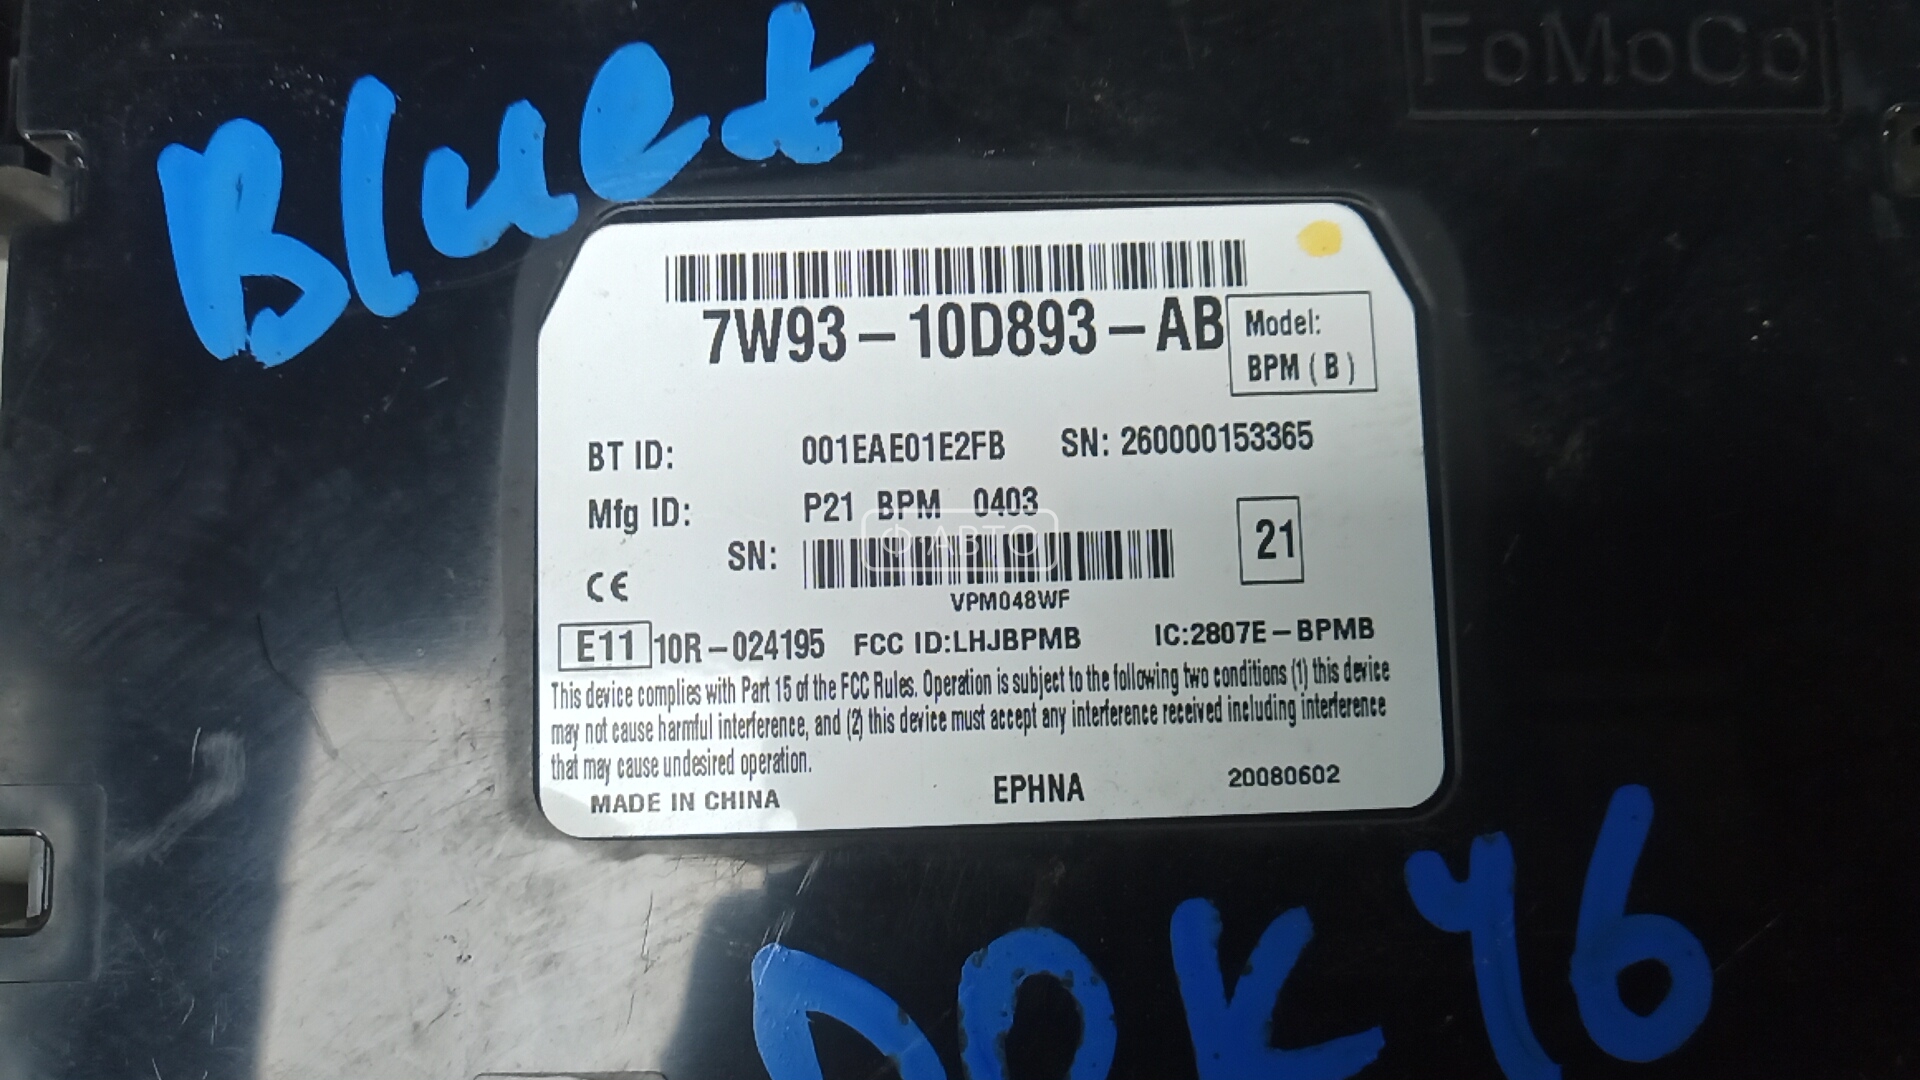 FoMoCo
Bluet
7W93-10D893-AB
Model:
BPM (B)
BT ID: 001EAE01E2FB SN: 260000153365
Mfg ID: P21 BPM 0403
ФАВТО
SN:
21
CE
VPM048WF
E11 10R-024195 FCC ID:LHJBPMB IC:2807E-BPMB
This device complies with Part 15 of the FCC Rules. Operation is subject to the following two conditions (1) this device
may not cause harmful interference, and (2) this device must accept any interference received including interference
that may cause undesired operation.
MADE IN CHINA EPHNA 20080602